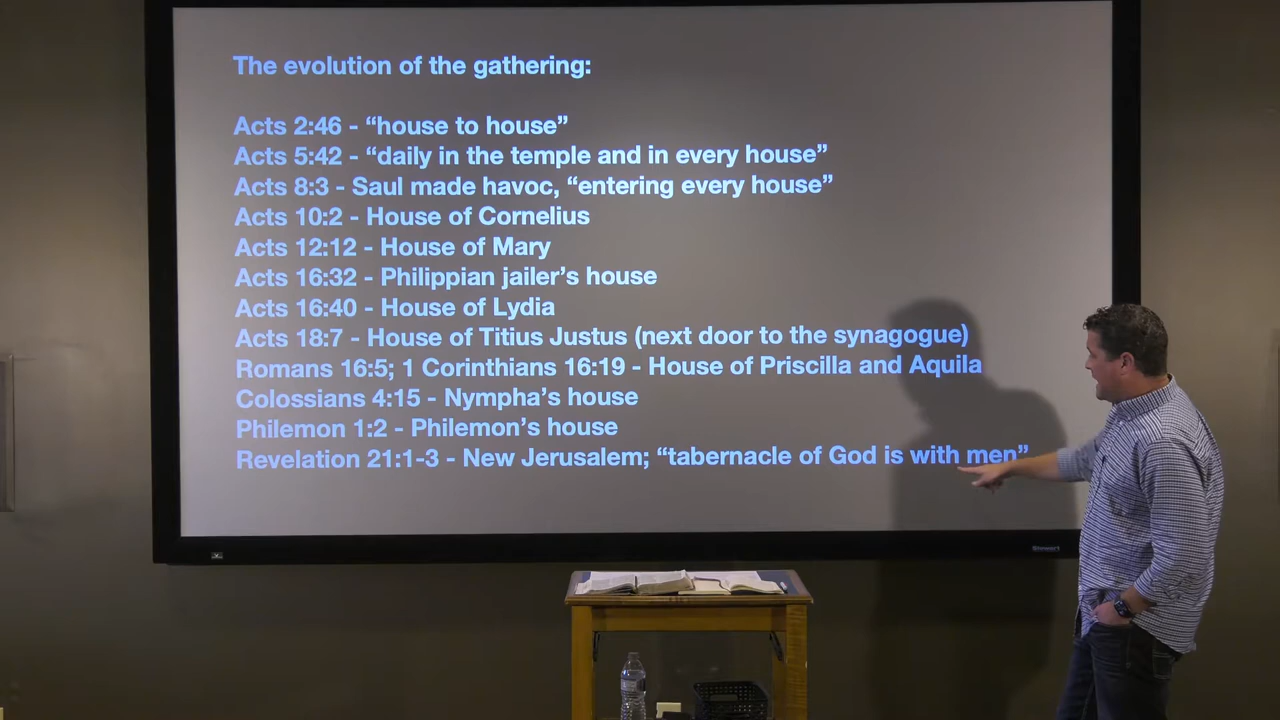 The evolution of the gathering:
Acts 2:46 - “house to house”
Acts 5:42 - “daily in the temple and in every house”
Acts 8:3 - Saul made havoc, “entering every house”
Acts 10:2 - House of Cornelius
Acts 12:12 - House of Mary
Acts 16:32 - Philippian jailer’s house
Acts 16:40 - House of Lydia
Acts 18:7 - House of Titius Justus (next door to the synagogue)
Romans 16:5; 1 Corinthians 16:19 - House of Priscilla and Aquila
Colossians 4:15 - Nympha’s house
Philemon 1:2 - Philemon’s house
Revelation 21:1-3 - New Jerusalem; “tabernacle of God is with men”